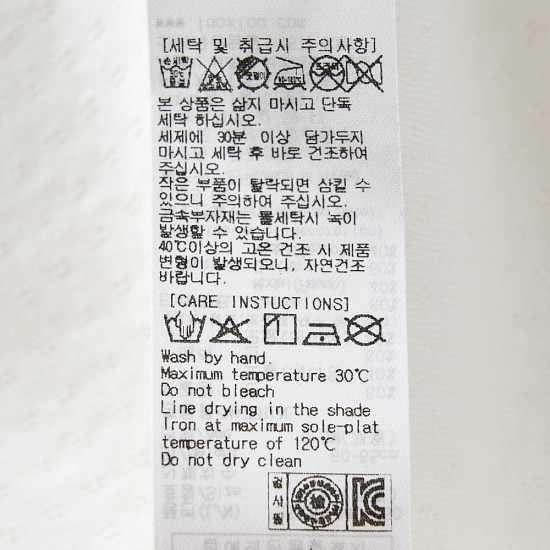 [세탁 및 취급시 주의사항]
본 상품은 삶지 마시고 단독
세탁 하십시오.
세제에 30분 이상 담가두지
마시고 세탁 후 바로 건조하여
주십시오.
작은 부품이 탈락되면 삼킬 수
있으니 주의하여 주십시오.
금속부자재는 물세탁시 녹이
발생할 수 있습니다.
40℃이상의 고온 건조 시 제품
변형이 발생되오니, 자연건조
바랍니다.
[CARE INSTUCTIONS]
Wash by hand.
Maximum temperature 30℃
Do not bleach
Line drying in the shade
Iron at maximum sole-plat
temperature of 120℃
Do not dry clean
검사필